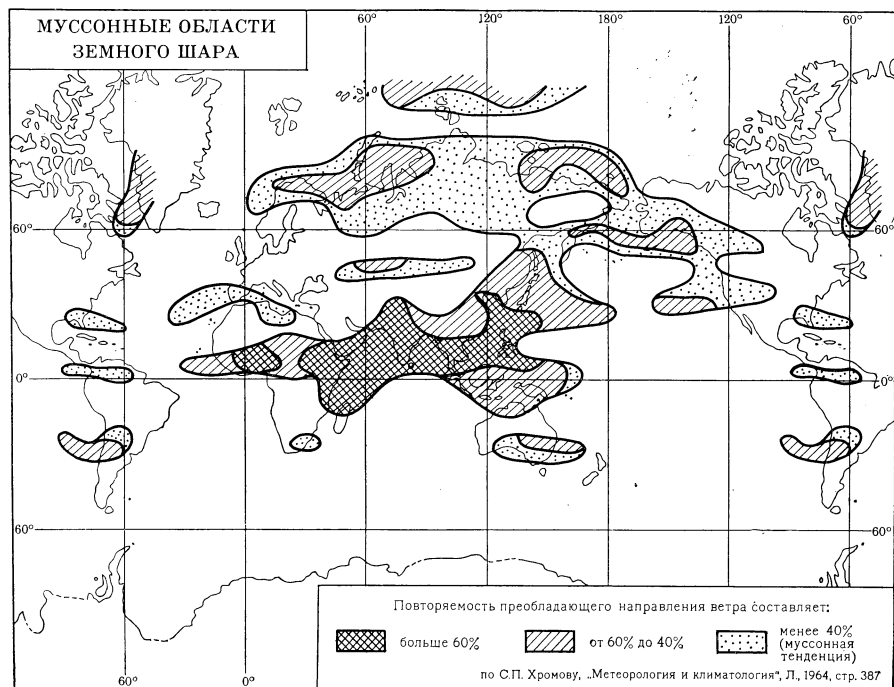 МУССОННЫЕ ОБЛАСТИ
ЗЕМНОГО ШАРА
60° 120° 180° 120° 60°
60° 60°
0° 0°
60° 60°
60° 0°
Повторяемость преобладающего направления ветра составляет:
больше 60%
от 60% до 40%
менее 40%
(муссонная
тенденция)
по С.П. Хромову, „Метеорология и климатология“, Л., 1964, стр. 387